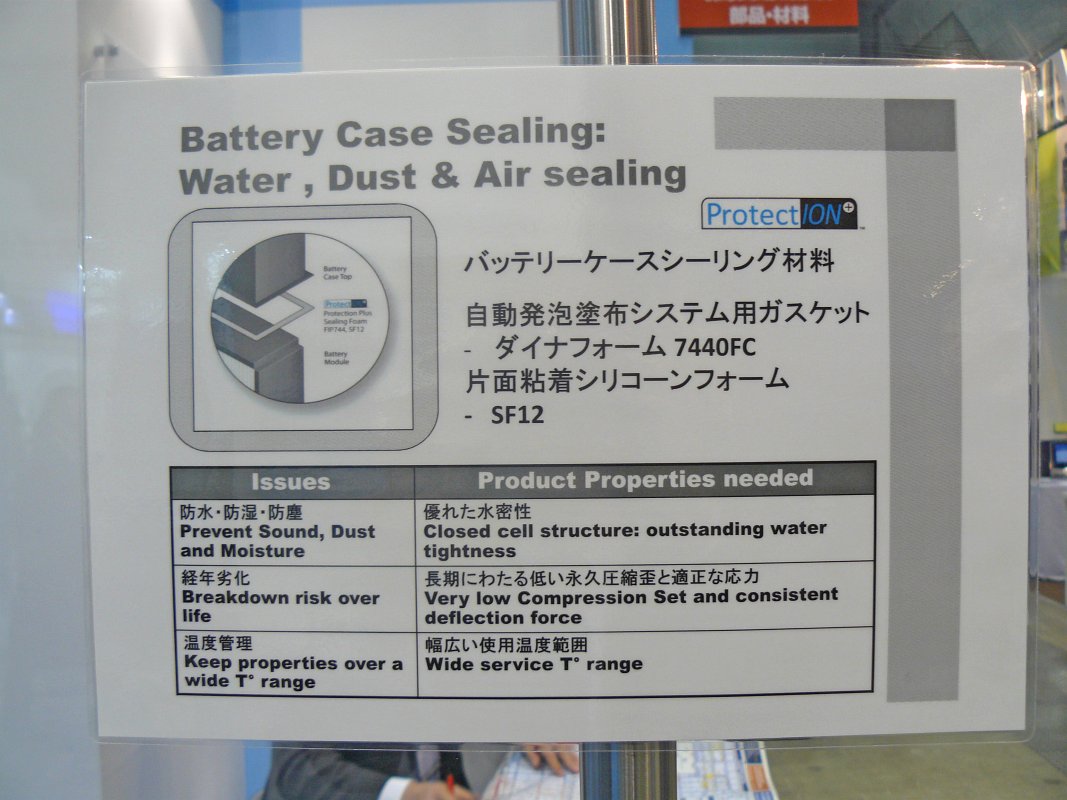 部品・材料
Battery Case Sealing:
Water , Dust & Air sealing
ProtectION+™
Battery
Case Top
ProtectION+
Protection Plus
Sealing Foam
FIP744, SF12
Battery
Module
バッテリーケースシーリング材料
自動発泡塗布システム用ガスケット
- ダイナフォーム 7440FC
片面粘着シリコーンフォーム
- SF12
Issues
Product Properties needed
防水・防湿・防塵
Prevent Sound, Dust
and Moisture
優れた水密性
Closed cell structure: outstanding water
tightness
経年劣化
Breakdown risk over
life
長期にわたる低い永久圧縮歪と適正な応力
Very low Compression Set and consistent
deflection force
温度管理
Keep properties over a
wide T° range
幅広い使用温度範囲
Wide service T° range